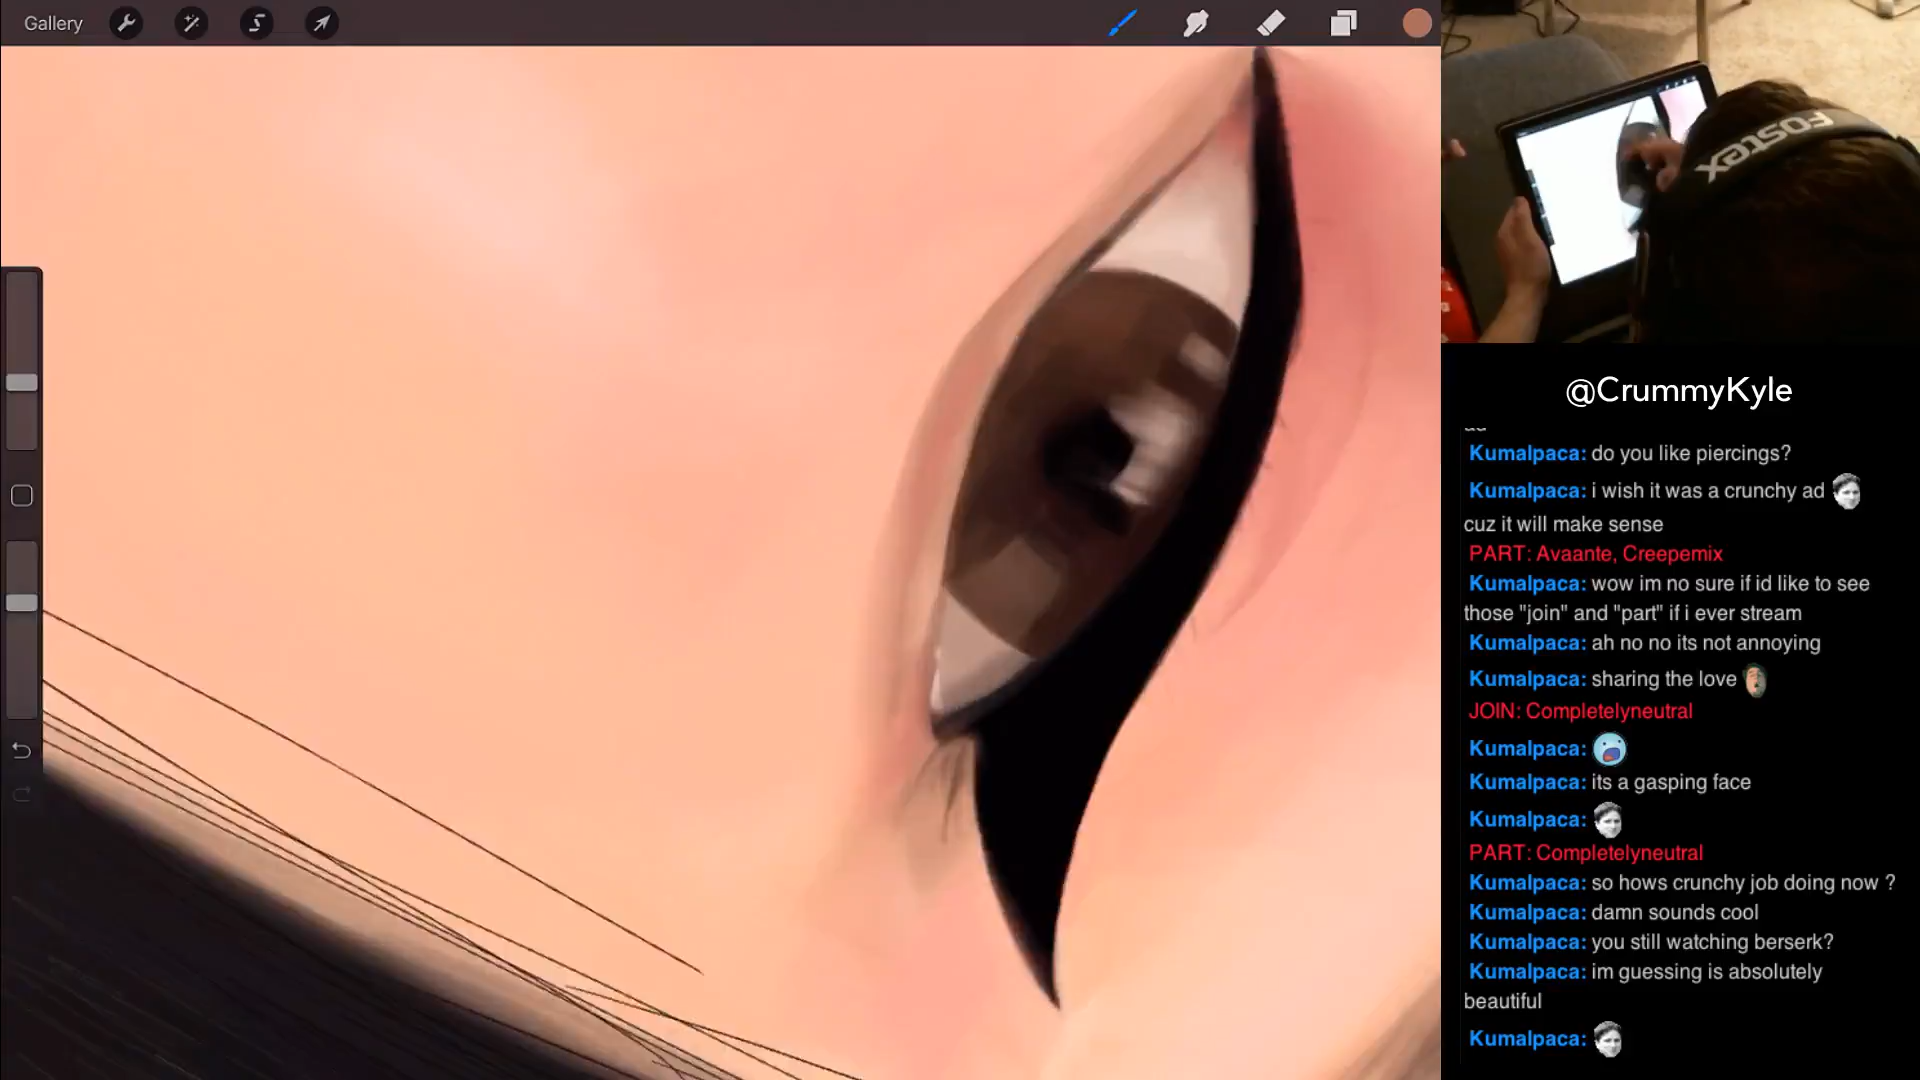 Gallery
FOSTEX
@CrummyKyle
Kumalpaca: do you like piercings?
Kumalpaca: i wish it was a crunchy ad
cuz it will make sense
PART: Avaante, Creepemix
Kumalpaca: wow im no sure if id like to see
those "join" and "part" if i ever stream
Kumalpaca: ah no no its not annoying
Kumalpaca: sharing the love
JOIN: Completelyneutral
Kumalpaca:
Kumalpaca: its a gasping face
Kumalpaca:
PART: Completelyneutral
Kumalpaca: so hows crunchy job doing now ?
Kumalpaca: damn sounds cool
Kumalpaca: you still watching berserk?
Kumalpaca: im guessing is absolutely
beautiful
Kumalpaca: